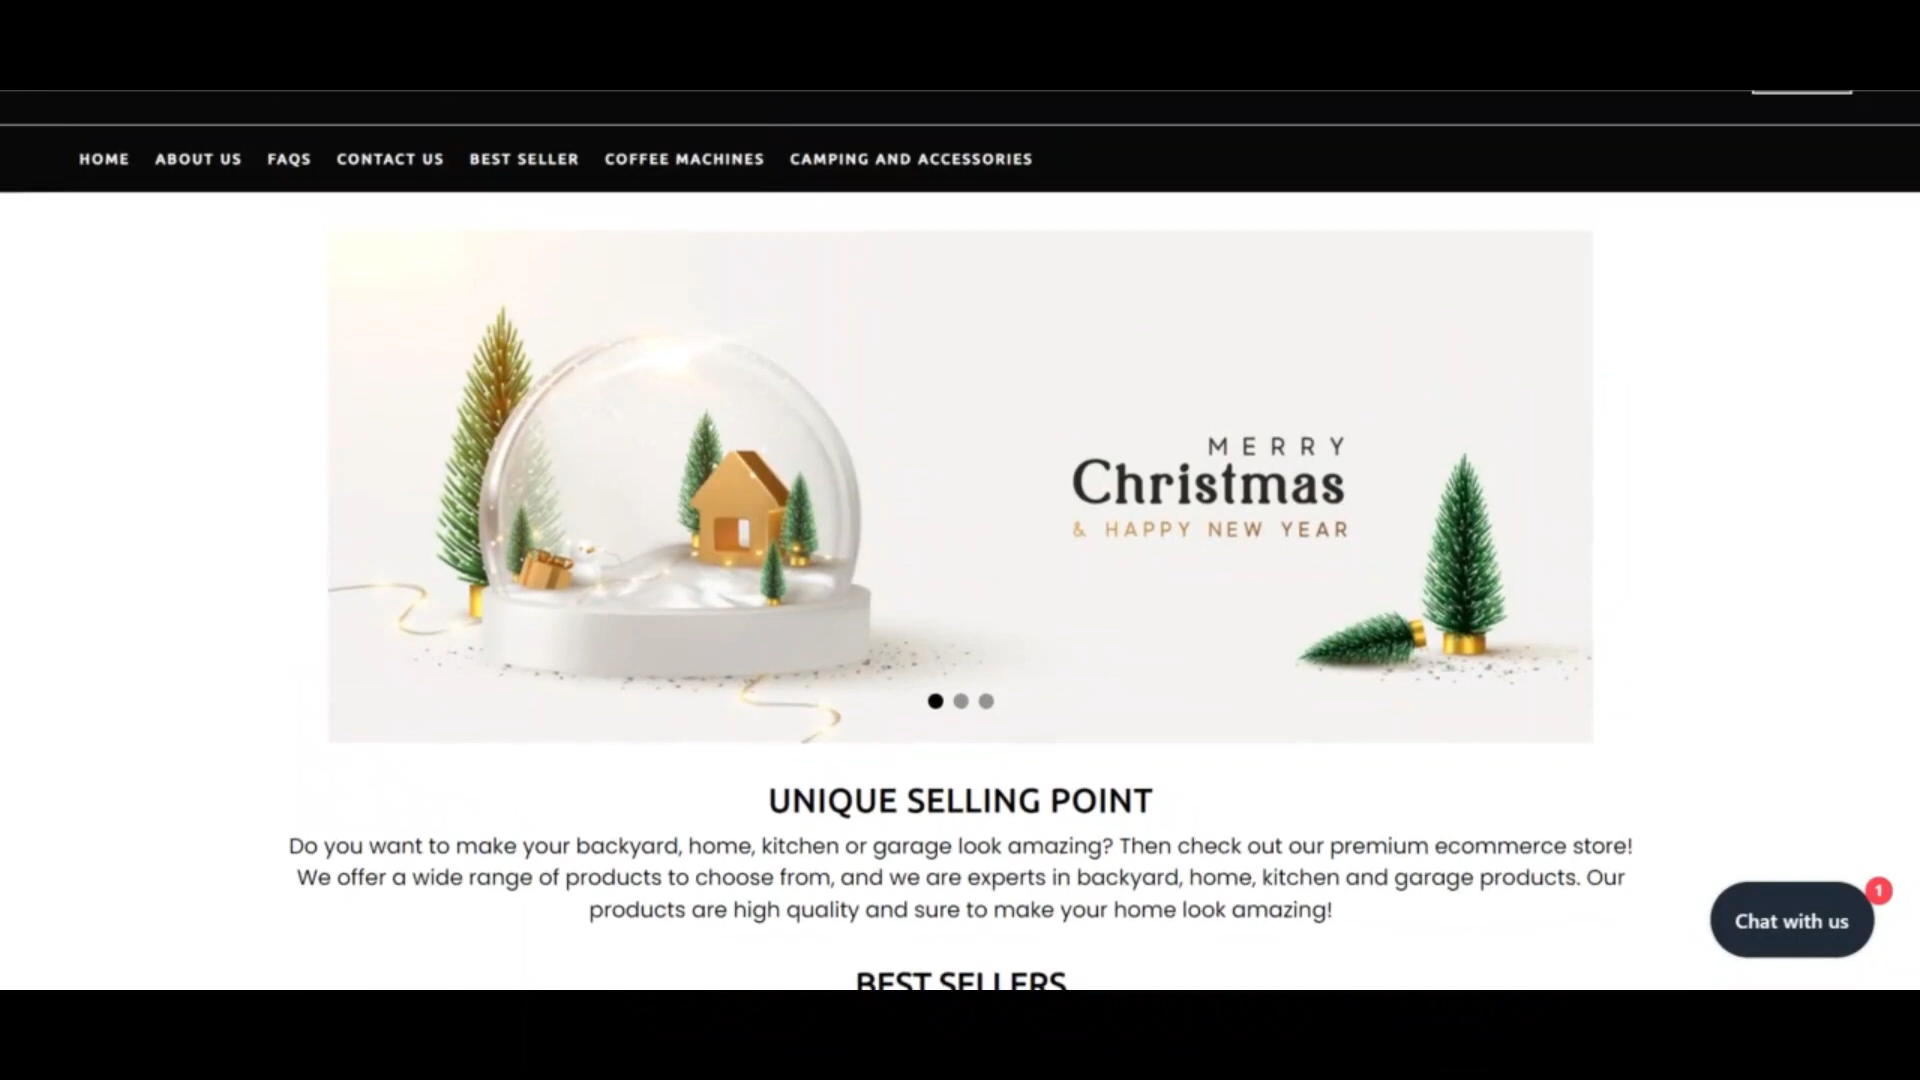 HOME ABOUT US FAQS CONTACT US BEST SELLER COFFEE MACHINES CAMPING AND ACCESSORIES
MERRY
Christmas
& HAPPY NEW YEAR
UNIQUE SELLING POINT
Do you want to make your backyard, home, kitchen or garage look amazing? Then check out our premium ecommerce store!
We offer a wide range of products to choose from, and we are experts in backyard, home, kitchen and garage products. Our
products are high quality and sure to make your home look amazing!
1
Chat with us
BEST SELLERS